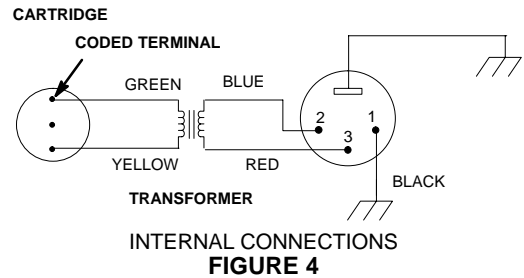 CARTRIDGE
CODED TERMINAL
GREEN
BLUE
2
1
3
YELLOW
RED
BLACK
TRANSFORMER
INTERNAL CONNECTIONS
FIGURE 4